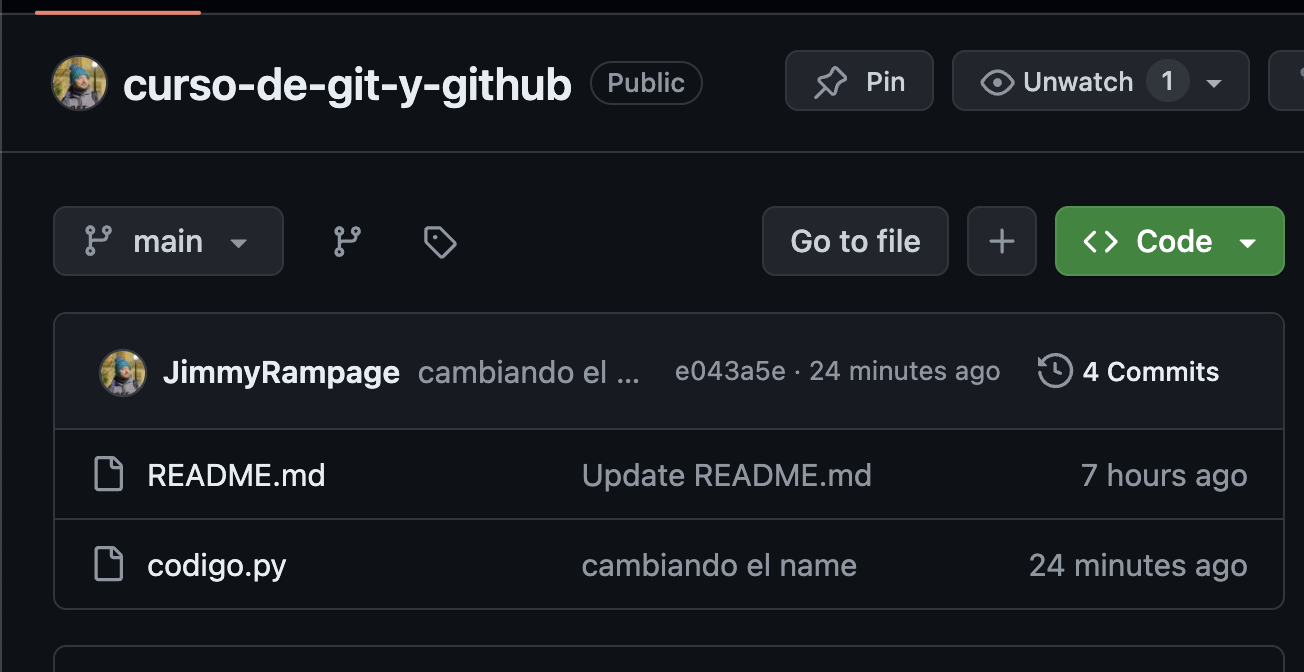 curso-de-git-y-github Public Pin Unwatch 1
main Go to file Code
JimmyRampage cambiando el ... e043a5e · 24 minutes ago 4 Commits
README.md Update README.md 7 hours ago
codigo.py cambiando el name 24 minutes ago